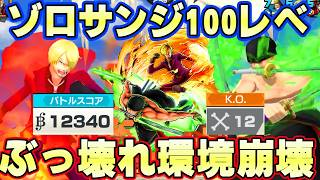 ゾロサンジ100レベ
バトルスコア
฿ 12340
K.O.
12
ぶっ壊れ環境崩壊